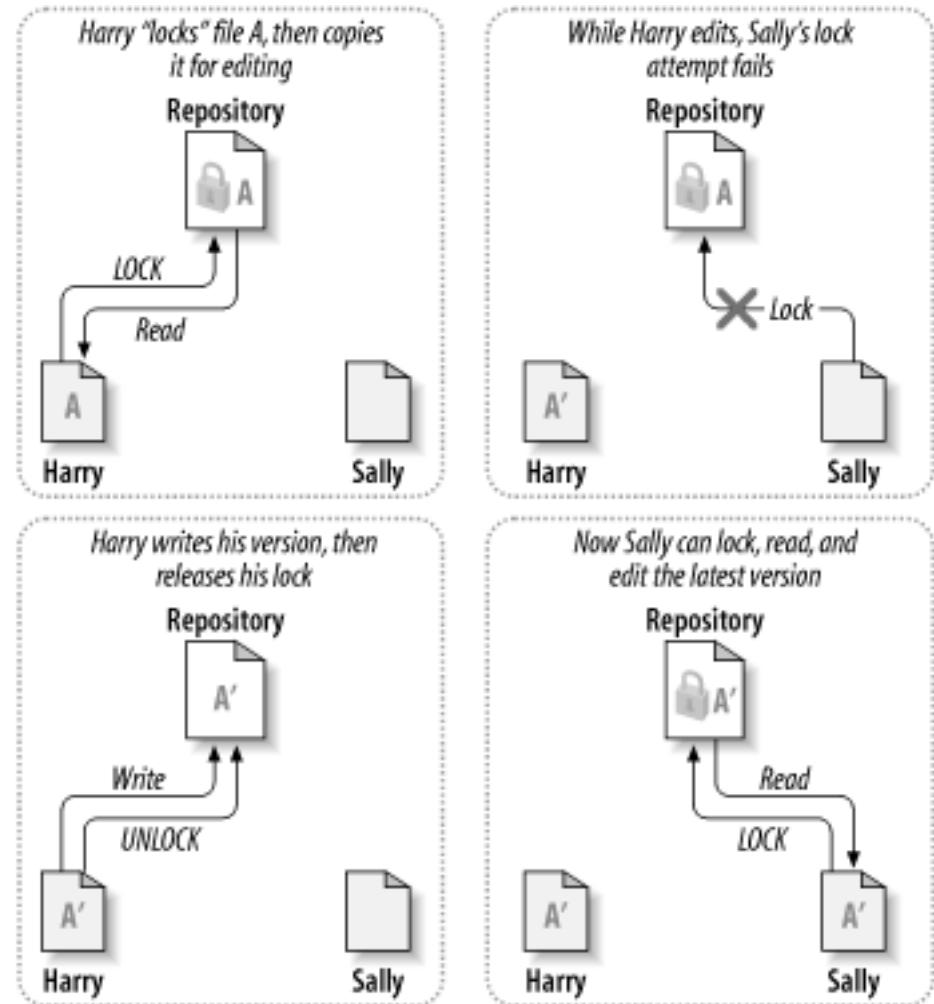 Harry “locks” file A, then copies
it for editing
Repository
A
LOCK
Read
A
Harry
Sally
While Harry edits, Sally’s lock
attempt fails
Repository
A
Lock
A′
Harry
Sally
Harry writes his version, then
releases his lock
Repository
A′
Write
UNLOCK
A′
Harry
Sally
Now Sally can lock, read, and
edit the latest version
Repository
A′
Read
LOCK
A′
A′
Harry
Sally